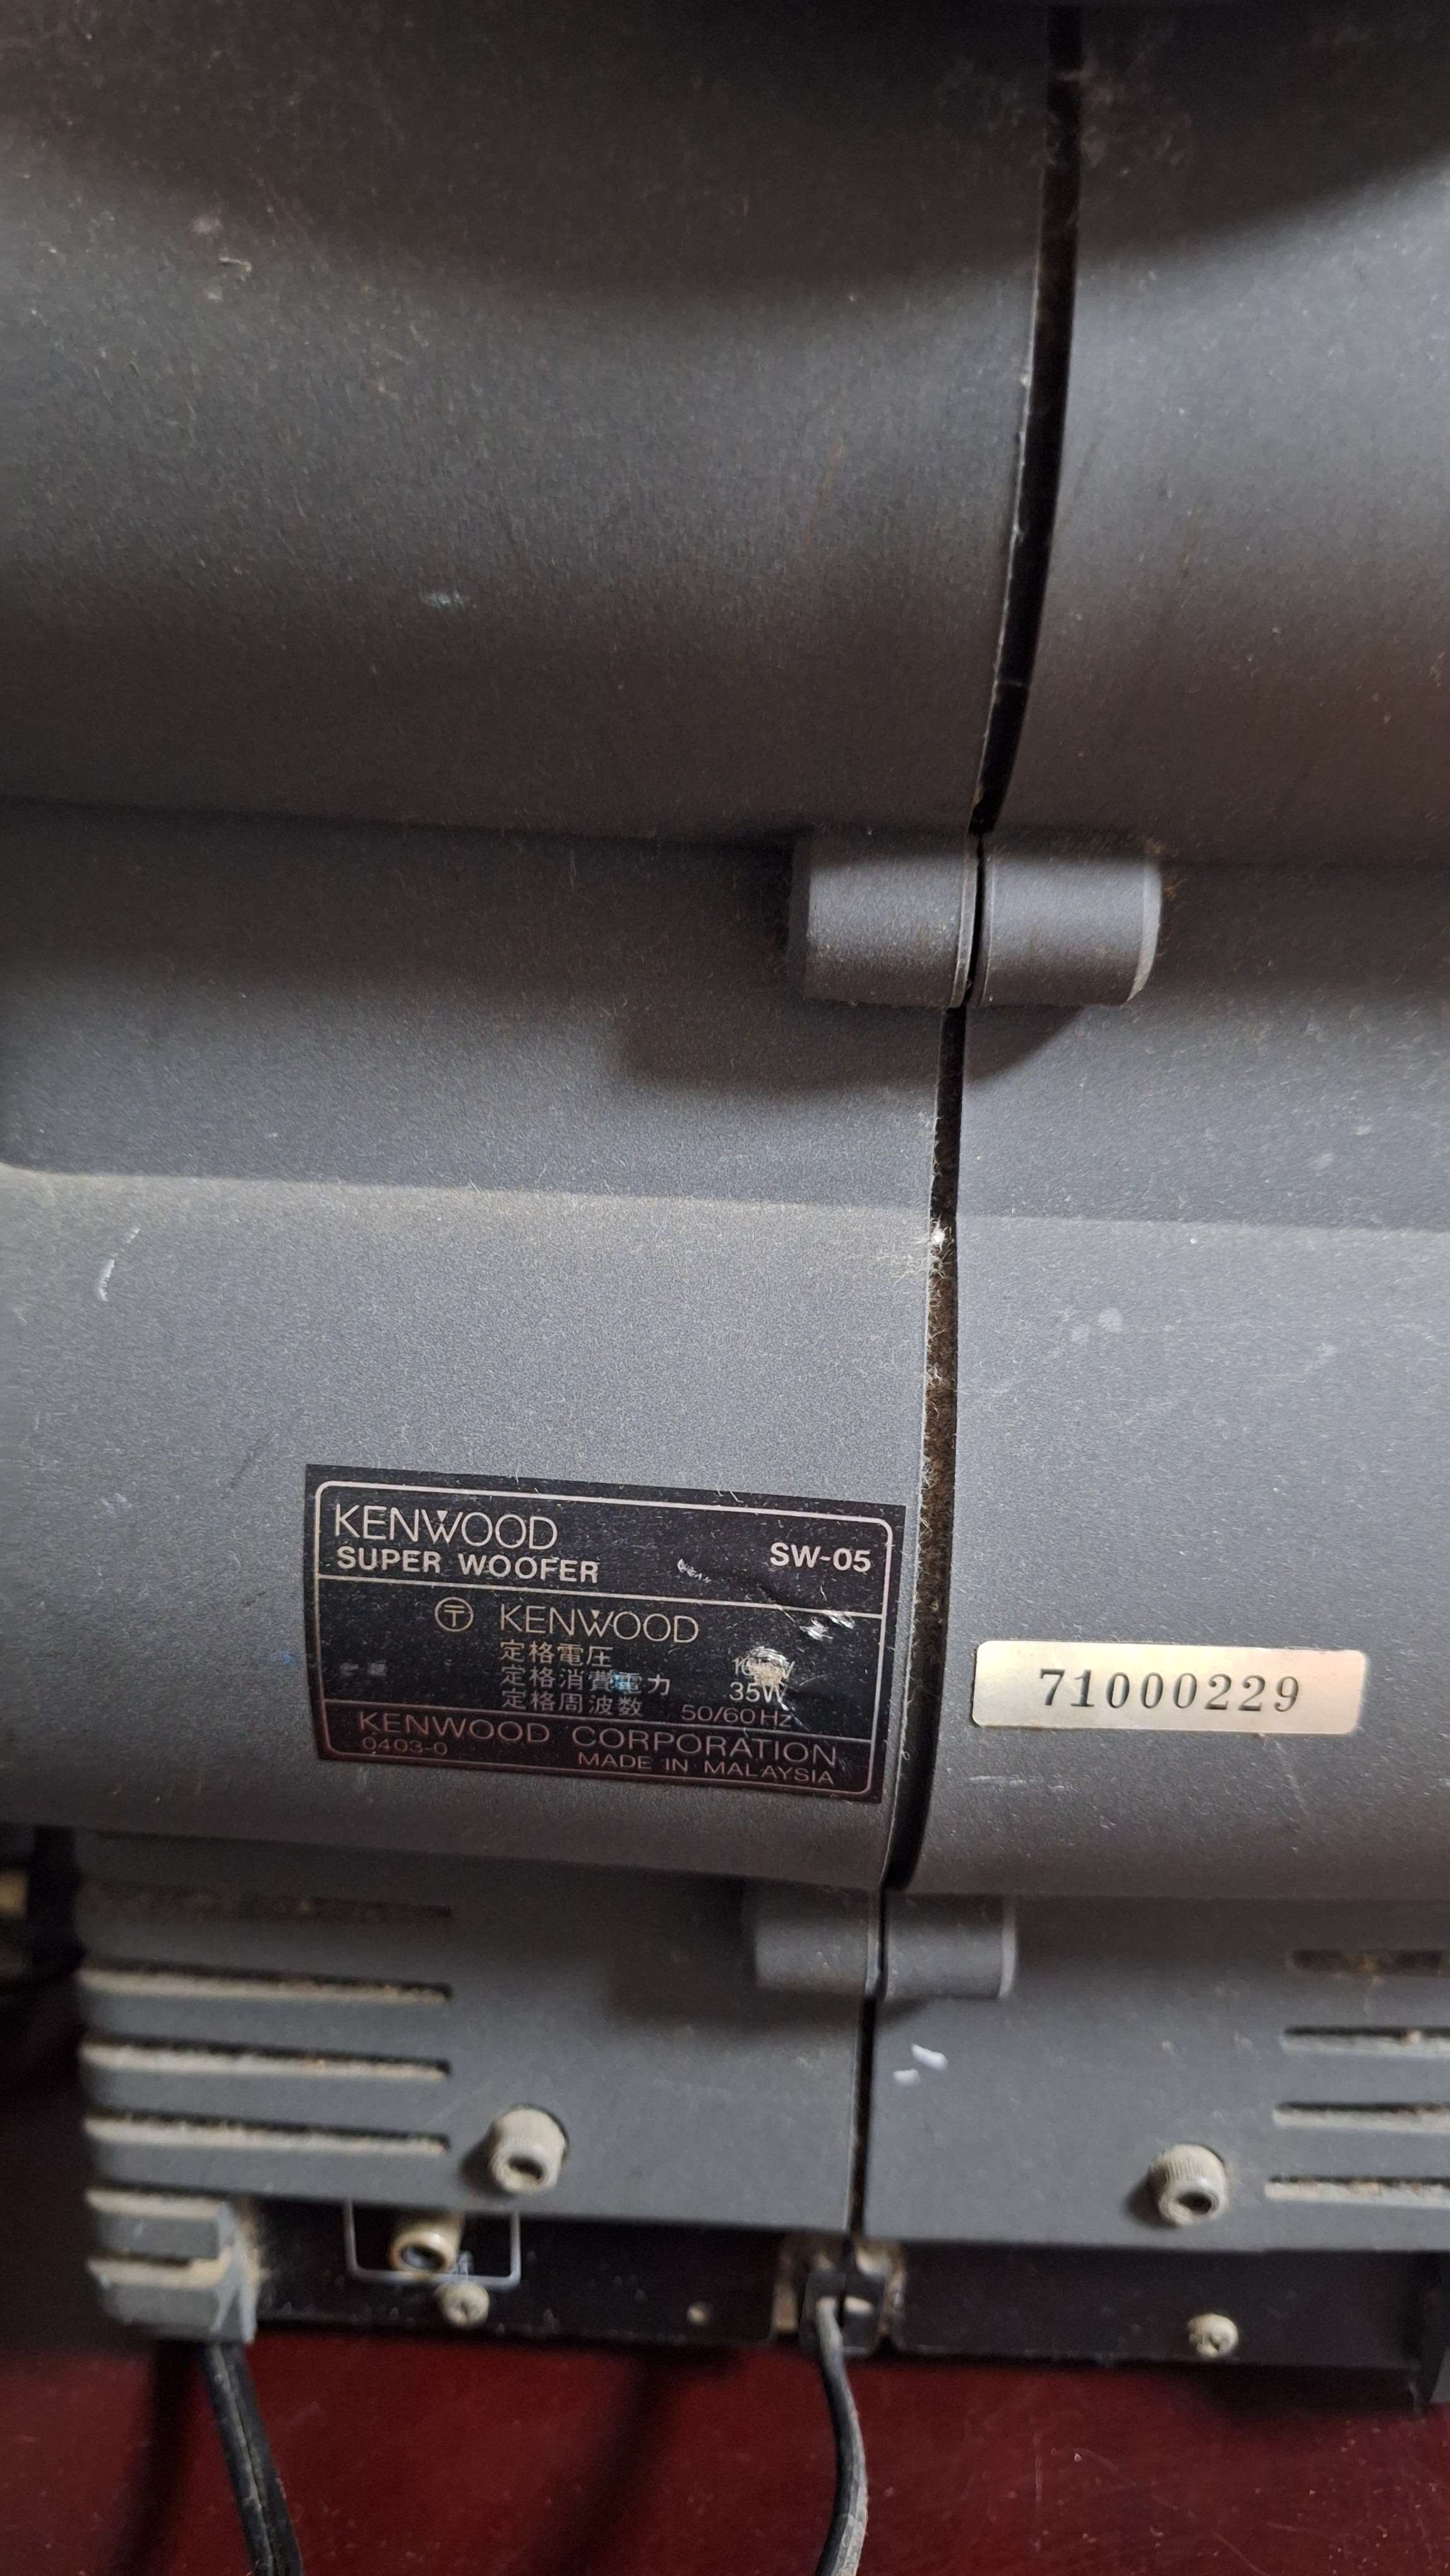 KENWOOD
SUPER WOOFER SW-05
〒 KENWOOD
定格電圧
定格消費電力 35W
定格周波数 50/60Hz
KENWOOD CORPORATION
0403-0 MADE IN MALAYSIA
71000229